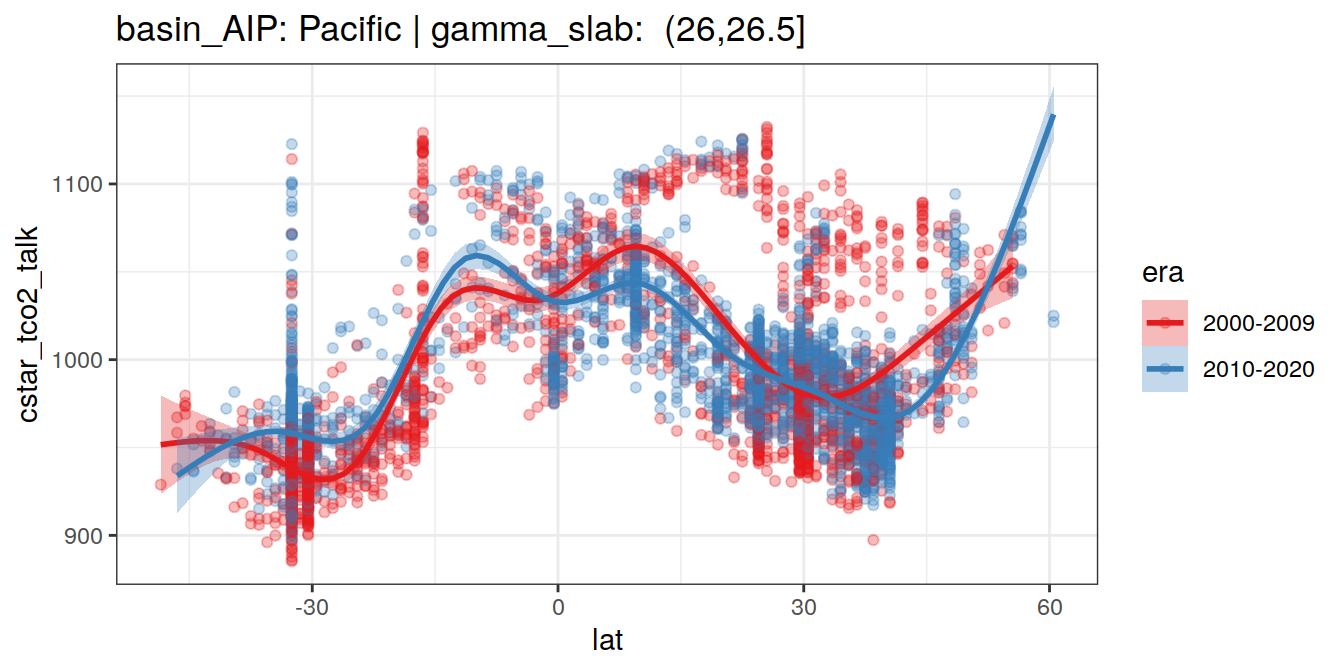 basin_AIP: Pacific | gamma_slab:  (26,26.5]
cstar_tco2_talk
1100
1000
900
-30
0
30
60
lat
era
2000-2009
2010-2020